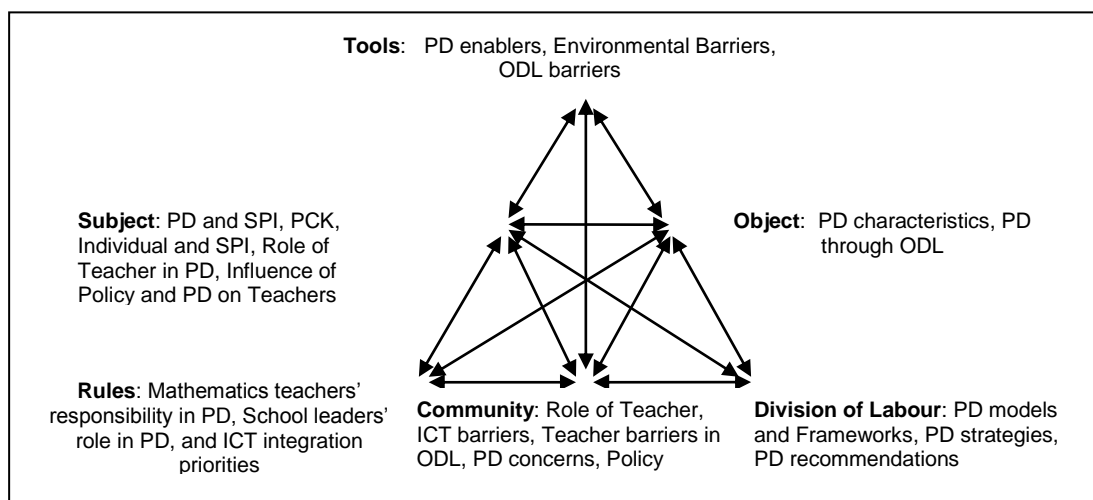 Tools: PD enablers, Environmental Barriers,
ODL barriers
Subject: PD and SPI, PCK,
Individual and SPI, Role of
Teacher in PD, Influence of
Policy and PD on Teachers
Object: PD characteristics, PD
through ODL
Rules: Mathematics teachers’
responsibility in PD, School leaders’
role in PD, and ICT integration
priorities
Community: Role of Teacher,
ICT barriers, Teacher barriers in
ODL, PD concerns, Policy
Division of Labour: PD models
and Frameworks, PD strategies,
PD recommendations